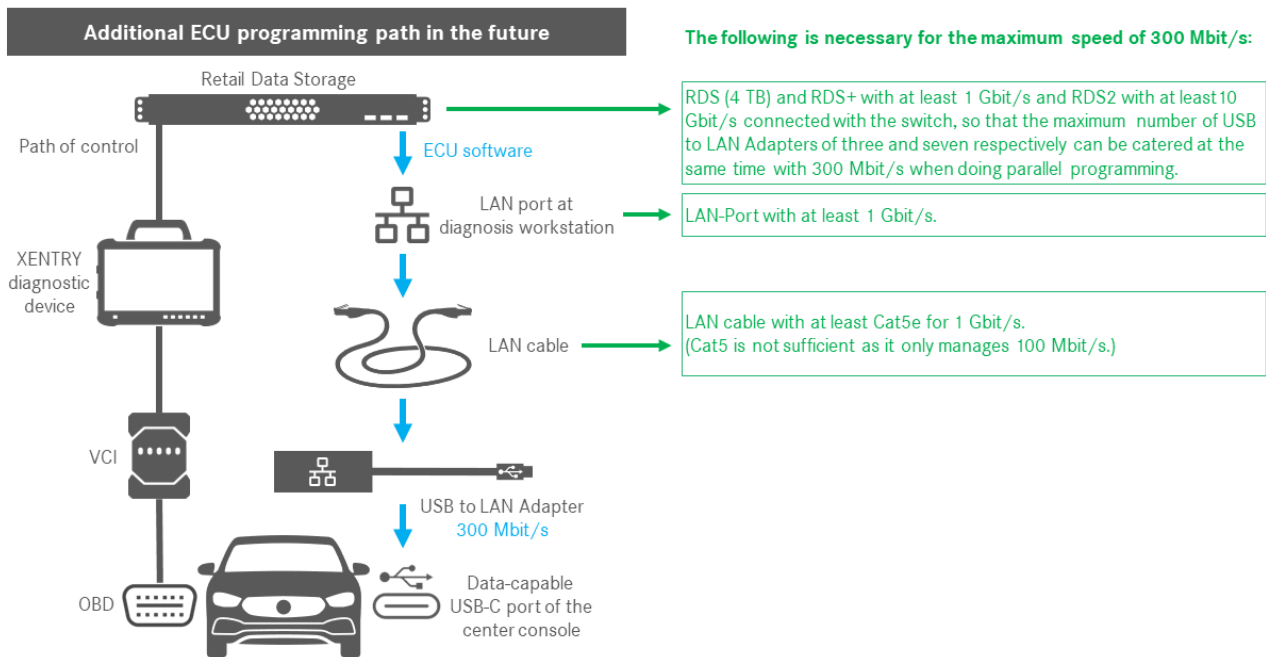 Additional ECU programming path in the future
The following is necessary for the maximum speed of 300 Mbit/s:
Retail Data Storage
RDS (4 TB) and RDS+ with at least 1 Gbit/s and RDS2 with at least 10
Gbit/s connected with the switch, so that the maximum number of USB
to LAN Adapters of three and seven respectively can be catered at the
same time with 300 Mbit/s when doing parallel programming.
Path of control
ECU software
LAN port at
diagnosis workstation
LAN-Port with at least 1 Gbit/s.
XENTRY
diagnostic
device
LAN cable
LAN cable with at least Cat5e for 1 Gbit/s.
(Cat5 is not sufficient as it only manages 100 Mbit/s.)
VCI
USB to LAN Adapter
300 Mbit/s
OBD
Data-capable
USB-C port of the
center console